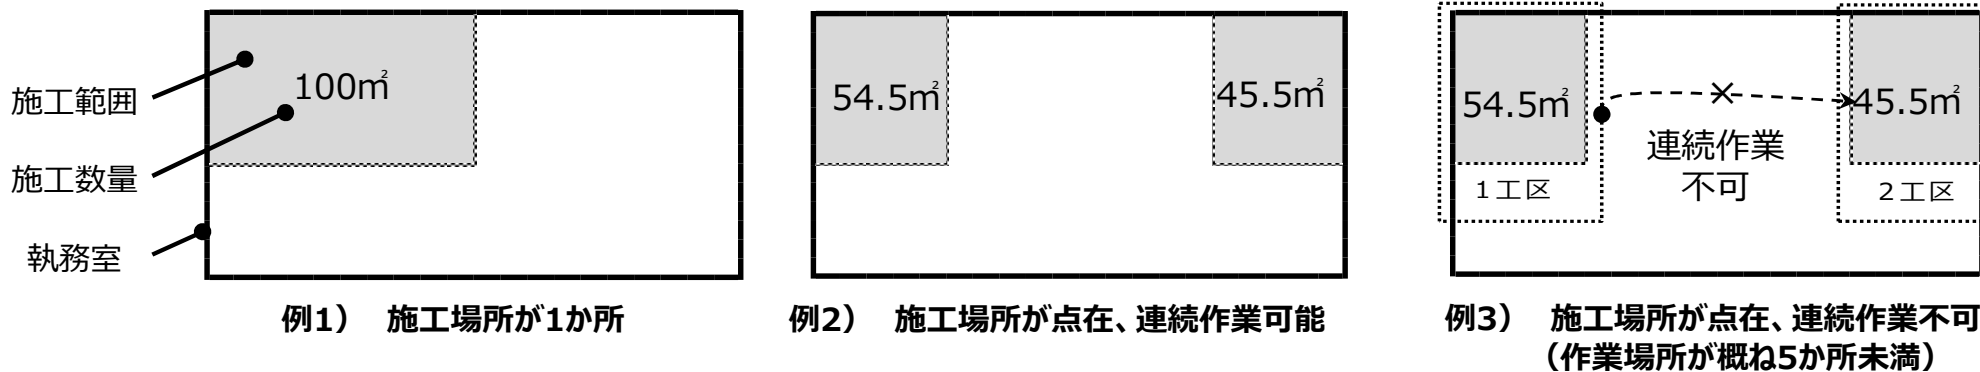 施工範囲
施工数量
執務室
100㎡
例1） 施工場所が1か所
54.5㎡
45.5㎡
例2） 施工場所が点在、連続作業可能
54.5㎡
45.5㎡
連続作業
不可
1工区
2工区
例3） 施工場所が点在、連続作業不可
（作業場所が概ね5か所未満）